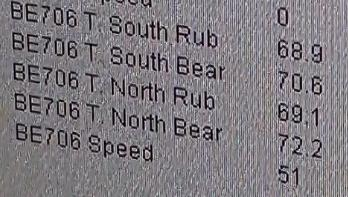 Speed 0
BE706 T. South Rub 68.9
BE706 T. South Bear 70.6
BE706 T. North Rub 69.1
BE706 T. North Bear 72.2
BE706 Speed 51